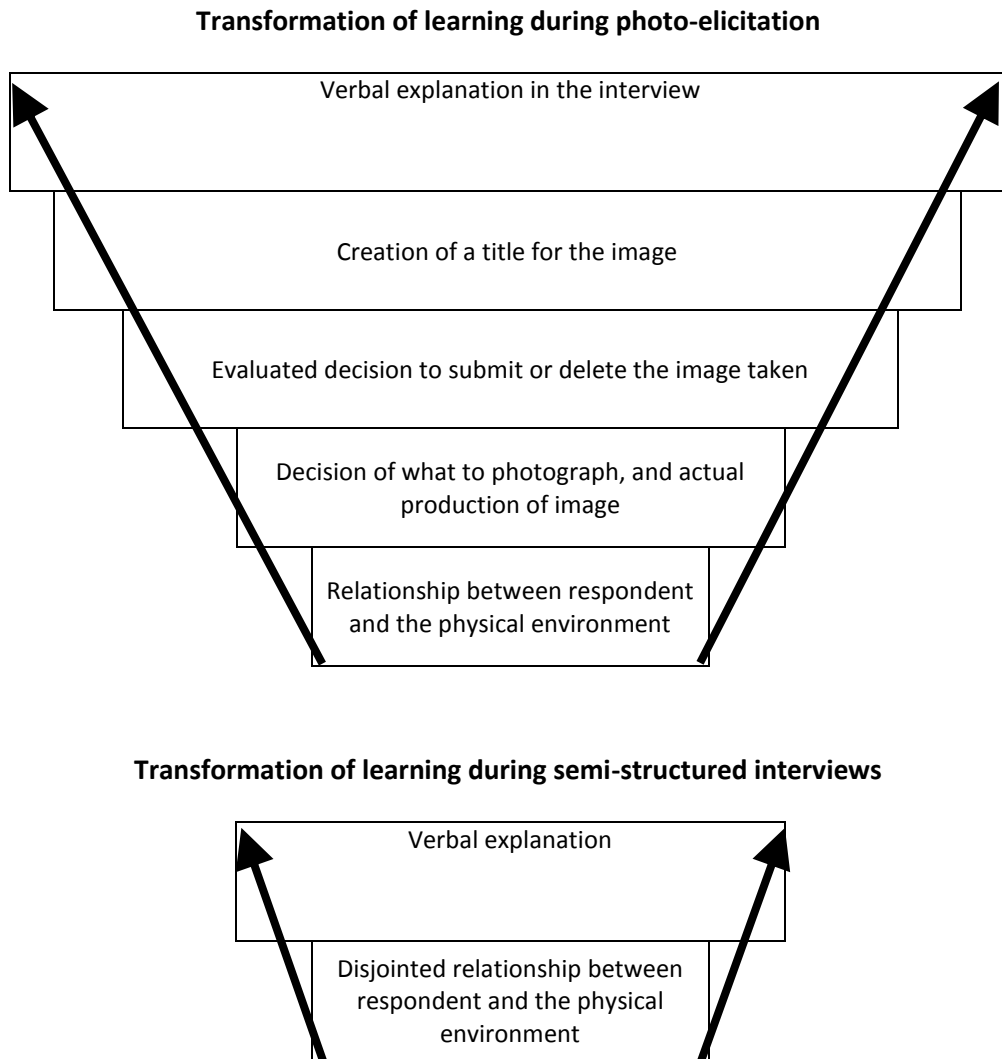 Transformation of learning during photo-elicitation
Verbal explanation in the interview
Creation of a title for the image
Evaluated decision to submit or delete the image taken
Decision of what to photograph, and actual
production of image
Relationship between respondent
and the physical environment
Transformation of learning during semi-structured interviews
Verbal explanation
Disjointed relationship between
respondent and the physical
environment